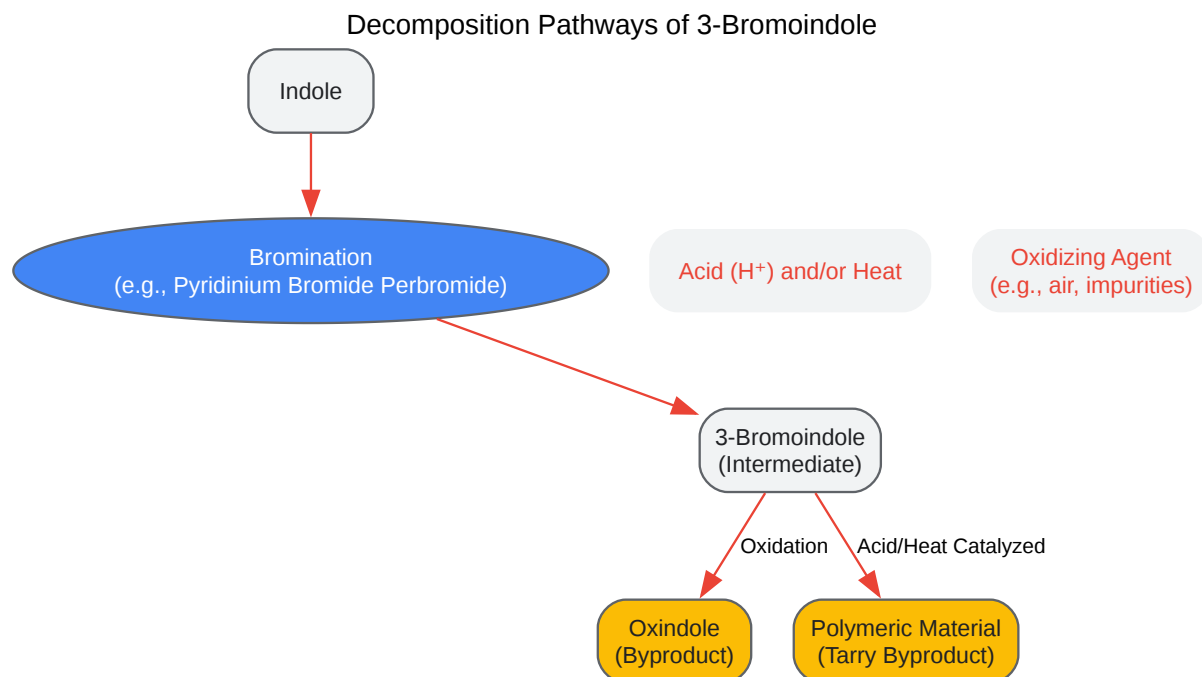 Decomposition Pathways of 3-Bromoindole
Indole
Bromination
(e.g., Pyridinium Bromide Perbromide)
Acid (H⁺) and/or Heat
Oxidizing Agent
(e.g., air, impurities)
3-Bromoindole
(Intermediate)
Oxidation
Acid/Heat Catalyzed
Oxindole
(Byproduct)
Polymeric Material
(Tarry Byproduct)